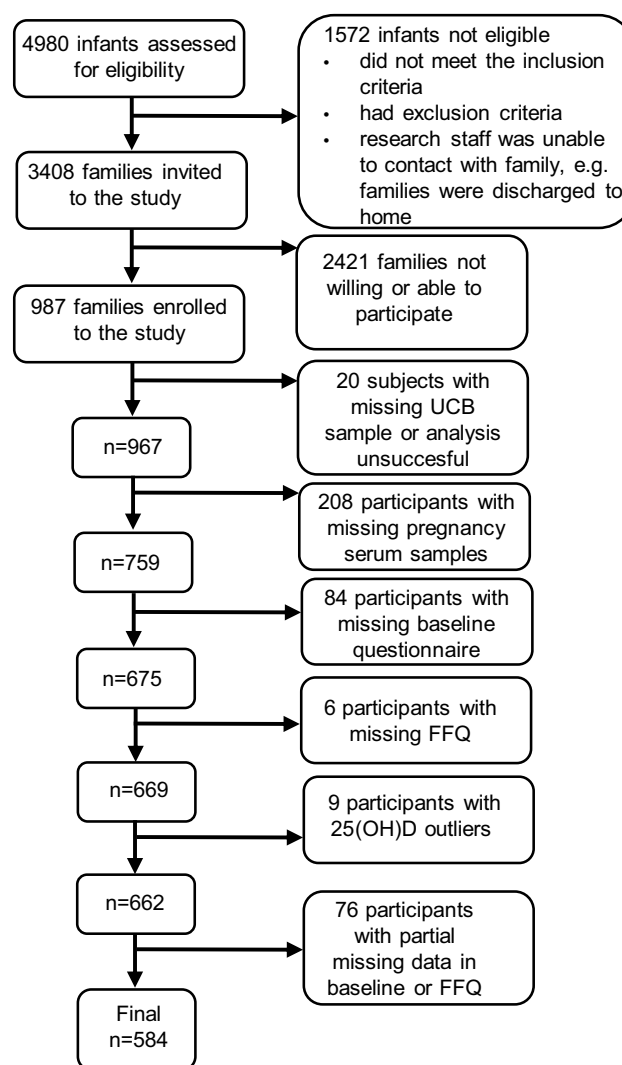 4980 infants assessed
for eligibility
1572 infants not eligible
• did not meet the inclusion
criteria
• had exclusion criteria
• research staff was unable
to contact with family, e.g.
families were discharged to
home
3408 families invited
to the study
2421 families not
willing or able to
participate
987 families enrolled
to the study
20 subjects with
missing UCB
sample or analysis
unsuccesful
n=967
208 participants with
missing pregnancy
serum samples
n=759
84 participants with
missing baseline
questionnaire
n=675
6 participants with
missing FFQ
n=669
9 participants with
25(OH)D outliers
n=662
76 participants
with partial
missing data in
baseline or FFQ
Final
n=584